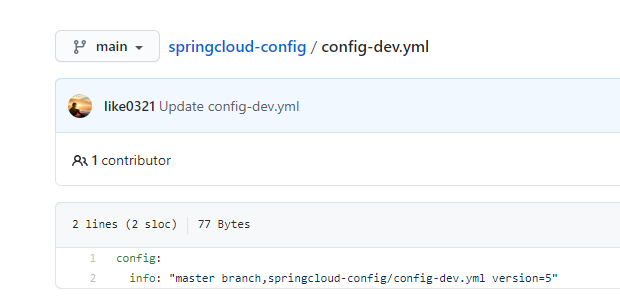 main springcloud-config / config-dev.yml
like0321 Update config-dev.yml
1 contributor
2 lines (2 sloc) 77 Bytes
1 config:
2 info: "master branch,springcloud-config/config-dev.yml version=5"